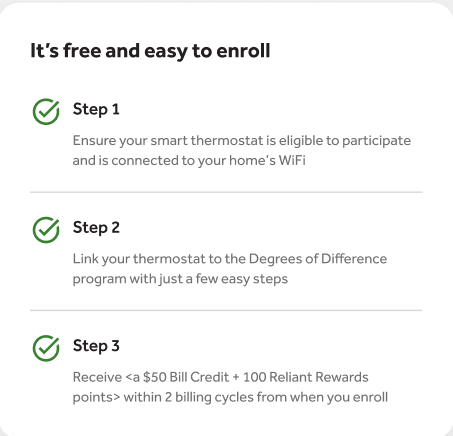 It's free and easy to enroll
Step 1
Ensure your smart thermostat is eligible to participate
and is connected to your home's WiFi
Step 2
Link your thermostat to the Degrees of Difference
program with just a few easy steps
Step 3
Receive <a $50 Bill Credit + 100 Reliant Rewards
points> within 2 billing cycles from when you enroll